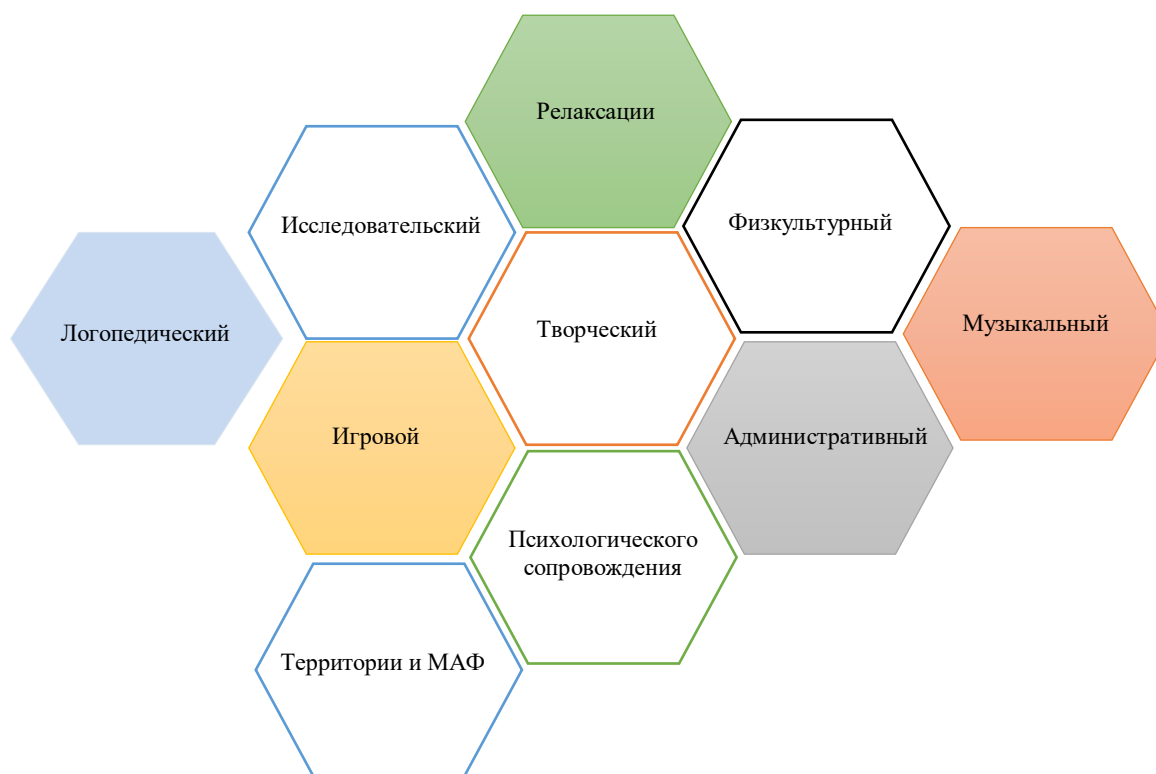 Релаксации
Исследовательский
Физкультурный
Логопедический
Творческий
Музыкальный
Игровой
Административный
Психологического
сопровождения
Территории и МАФ